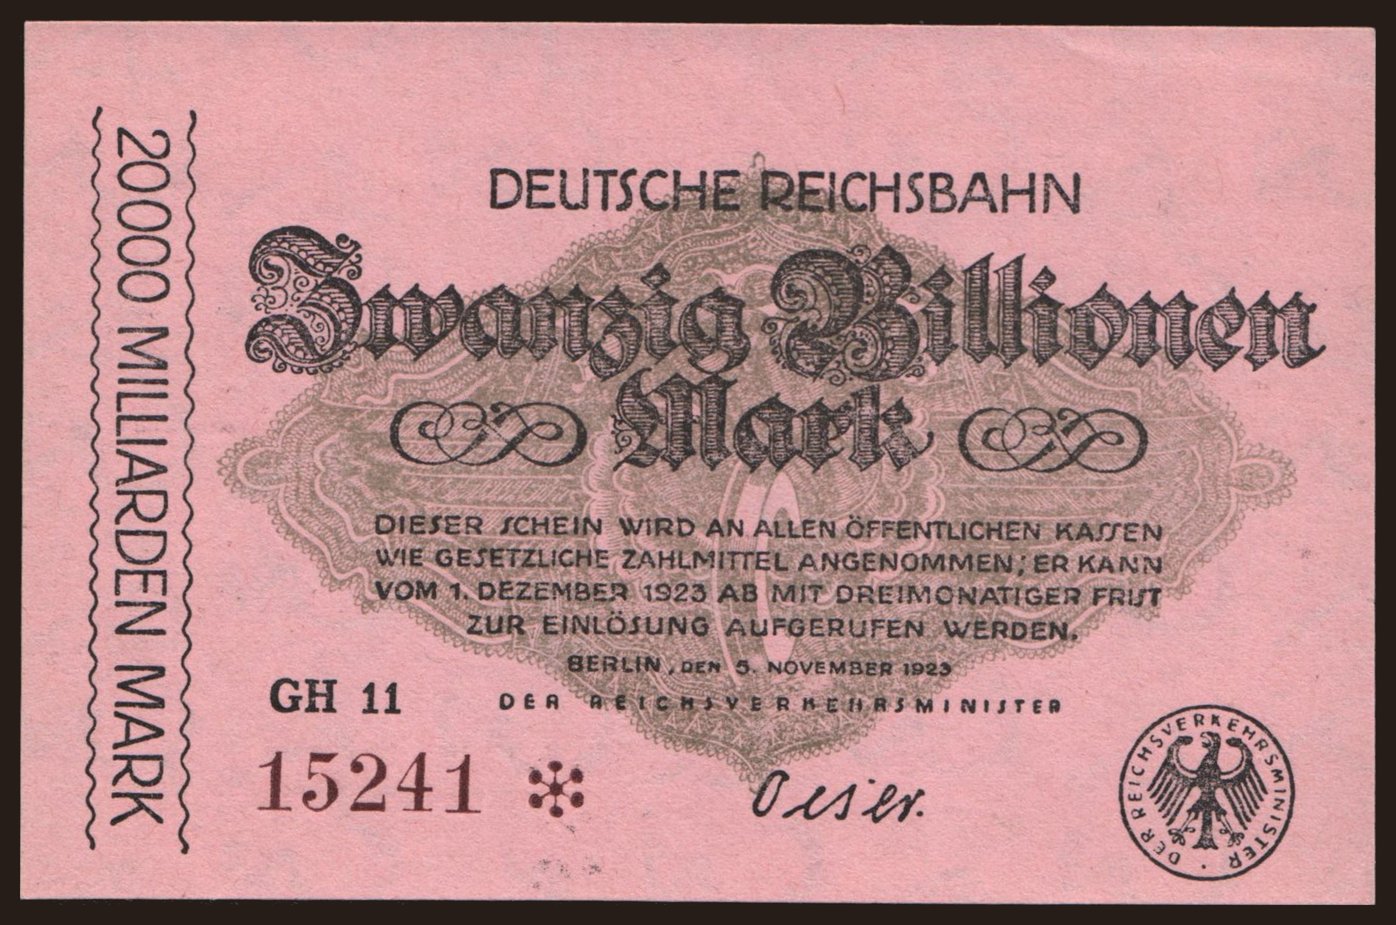 20000 MILLIARDEN MARK
DEUTSCHE REICHSBAHN
Zwanzig Billionen
Mark
DIESER SCHEIN WIRD AN ALLEN ÖFFENTLICHEN KASSEN
WIE GESETZLICHE ZAHLMITTEL ANGENOMMEN; ER KANN
VOM 1. DEZEMBER 1923 AB MIT DREIMONATIGER FRIST
ZUR EINLÖSUNG AUFGERUFEN WERDEN.
BERLIN, DEN 5. NOVEMBER 1923
DER REICHSVERKEHRSMINISTER
GH 11
15241 *
Oeser.
DER REICHSVERKEHRSMINISTER